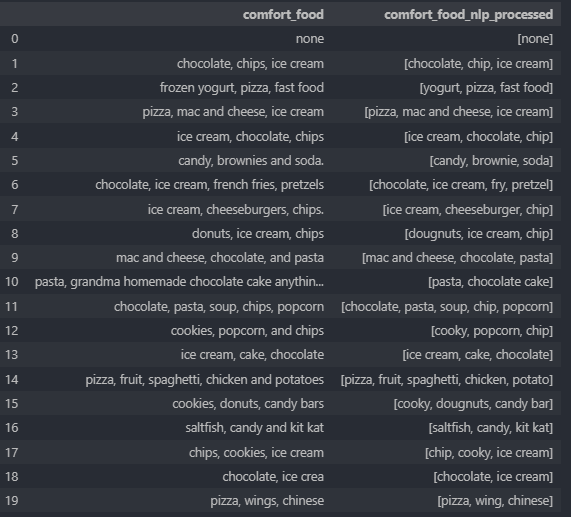 comfort_food comfort_food_nlp_processed
0 none [none]
1 chocolate, chips, ice cream [chocolate, chip, ice cream]
2 frozen yogurt, pizza, fast food [yogurt, pizza, fast food]
3 pizza, mac and cheese, ice cream [pizza, mac and cheese, ice cream]
4 ice cream, chocolate, chips [ice cream, chocolate, chip]
5 candy, brownies and soda. [candy, brownie, soda]
6 chocolate, ice cream, french fries, pretzels [chocolate, ice cream, fry, pretzel]
7 ice cream, cheeseburgers, chips. [ice cream, cheeseburger, chip]
8 donuts, ice cream, chips [dougnuts, ice cream, chip]
9 mac and cheese, chocolate, and pasta [mac and cheese, chocolate, pasta]
10 pasta, grandma homemade chocolate cake anythin... [pasta, chocolate cake]
11 chocolate, pasta, soup, chips, popcorn [chocolate, pasta, soup, chip, popcorn]
12 cookies, popcorn, and chips [cooky, popcorn, chip]
13 ice cream, cake, chocolate [ice cream, cake, chocolate]
14 pizza, fruit, spaghetti, chicken and potatoes [pizza, fruit, spaghetti, chicken, potato]
15 cookies, donuts, candy bars [cooky, dougnuts, candy bar]
16 saltfish, candy and kit kat [saltfish, candy, kit kat]
17 chips, cookies, ice cream [chip, cooky, ice cream]
18 chocolate, ice crea [chocolate, ice cream]
19 pizza, wings, chinese [pizza, wing, chinese]